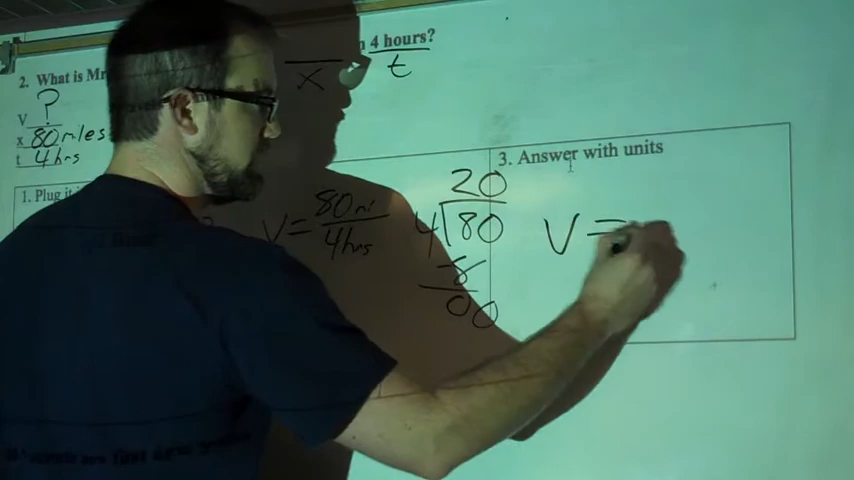 4 hours?
x t
2. What is Mr
V ?
x 80 miles
t 4 hrs
1. Plug it
3. Answer with units
V = 80 mi / 4 hrs
20
4 80
8
00
V =